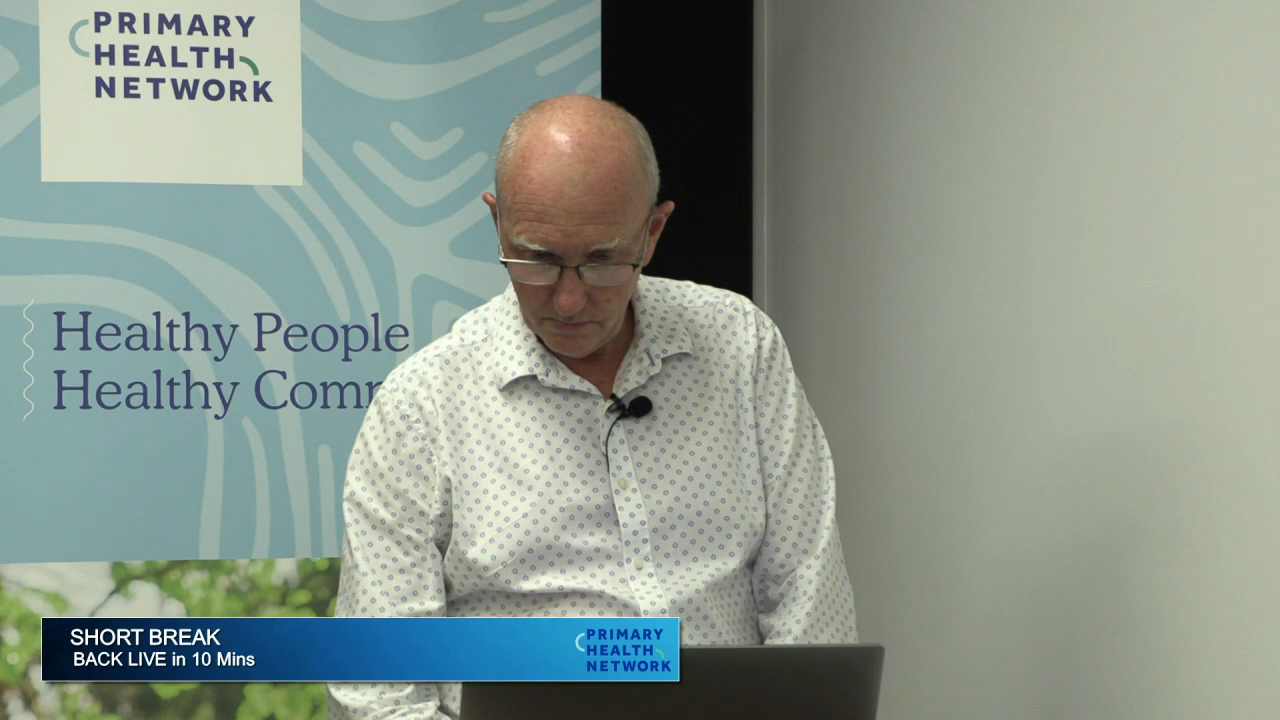 PRIMARY
HEALTH
NETWORK
Healthy People
Healthy Comm
SHORT BREAK
BACK LIVE in 10 Mins
PRIMARY
HEALTH
NETWORK